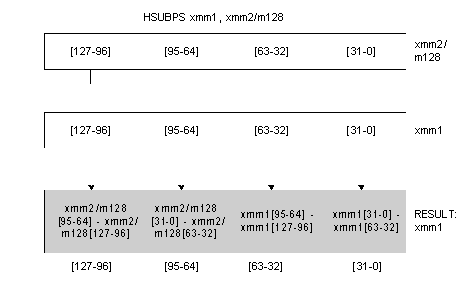 HSUBPS xmm1, xmm2/m128
[127-96] [95-64] [63-32] [31-0] xmm2/
m128
[127-96] [95-64] [63-32] [31-0] xmm1
xmm2/m128 [95-64] - xmm2/m128[127-96]
xmm2/m128 [31-0] - xmm2/m128[63-32]
xmm1[95-64] - xmm1[127-96]
xmm1[31-0] - xmm1[63-32]
RESULT: xmm1
[127-96] [95-64] [63-32] [31-0]